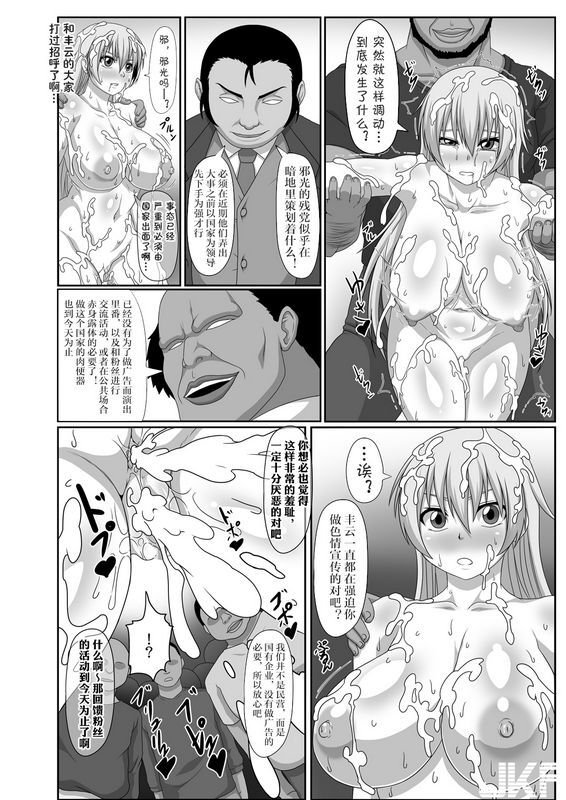 突然就这样调动…
到底发生了什么？
邪光的残党似乎在
暗地里策划着什么！
必须在近期他们弄出
大事之前以国家为领导
先下手为强才行
邪，邪光吗！？
事态已经
严重到必须由
国家出面了啊…
和丰云的大家
打过招呼了啊…
已经没有为了做广告而演出
里番，以及和粉丝进行
交流活动，或者在公共场合
赤身露体的必要了！
做这个国家的肉便器
也到今天为止
…诶？
丰云一直都在强迫你
做色情宣传的对吧？
你想必也觉得
这样非常的羞耻，
一定十分厌恶的对吧
我们并不是民营，而是
国有企业，没有做广告的
必要，所以放心吧
！？
什么啊～那回馈粉丝
的活动到今天为止了啊
JKF